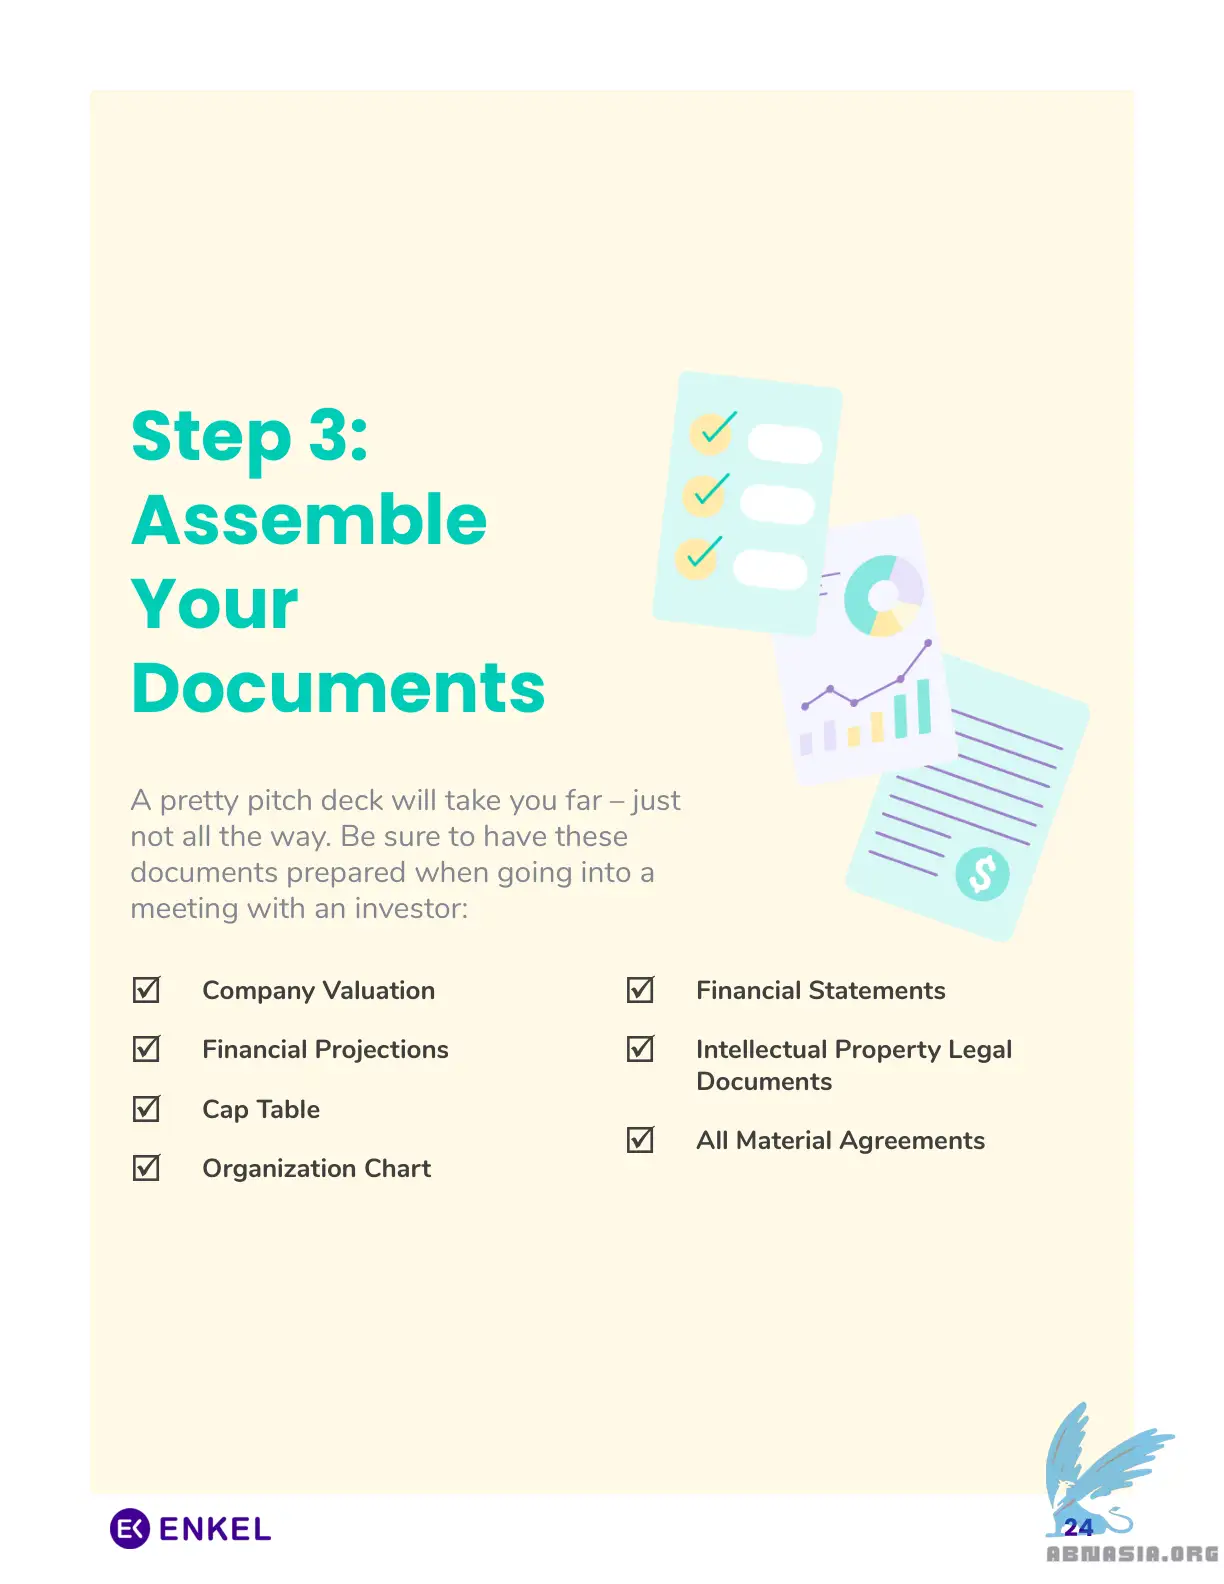 Step 3:
Assemble
Your
Documents
A pretty pitch deck will take you far – just
not all the way. Be sure to have these
documents prepared when going into a
meeting with an investor:
Company Valuation
Financial Projections
Cap Table
Organization Chart
Financial Statements
Intellectual Property Legal
Documents
All Material Agreements
EK ENKEL
24
ABNASIA.ORG